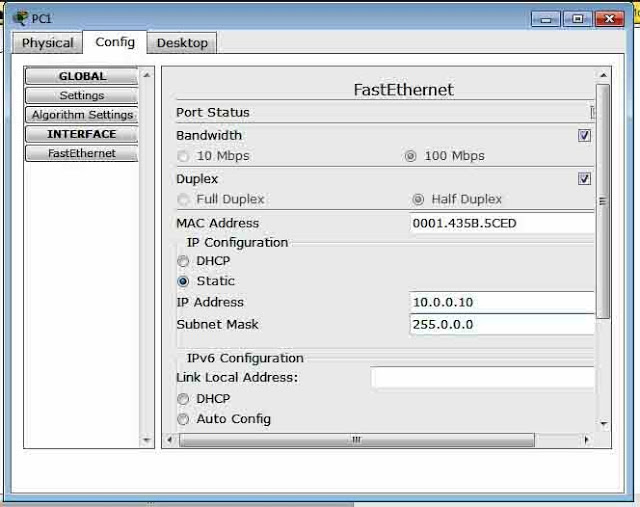 PC1
Physical Config Desktop
GLOBAL
Settings
Algorithm Settings
INTERFACE
FastEthernet
FastEthernet
Port Status
Bandwidth
10 Mbps 100 Mbps
Duplex
Full Duplex Half Duplex
MAC Address 0001.435B.5CED
IP Configuration
DHCP
Static
IP Address 10.0.0.10
Subnet Mask 255.0.0.0
IPv6 Configuration
Link Local Address:
DHCP
Auto Config